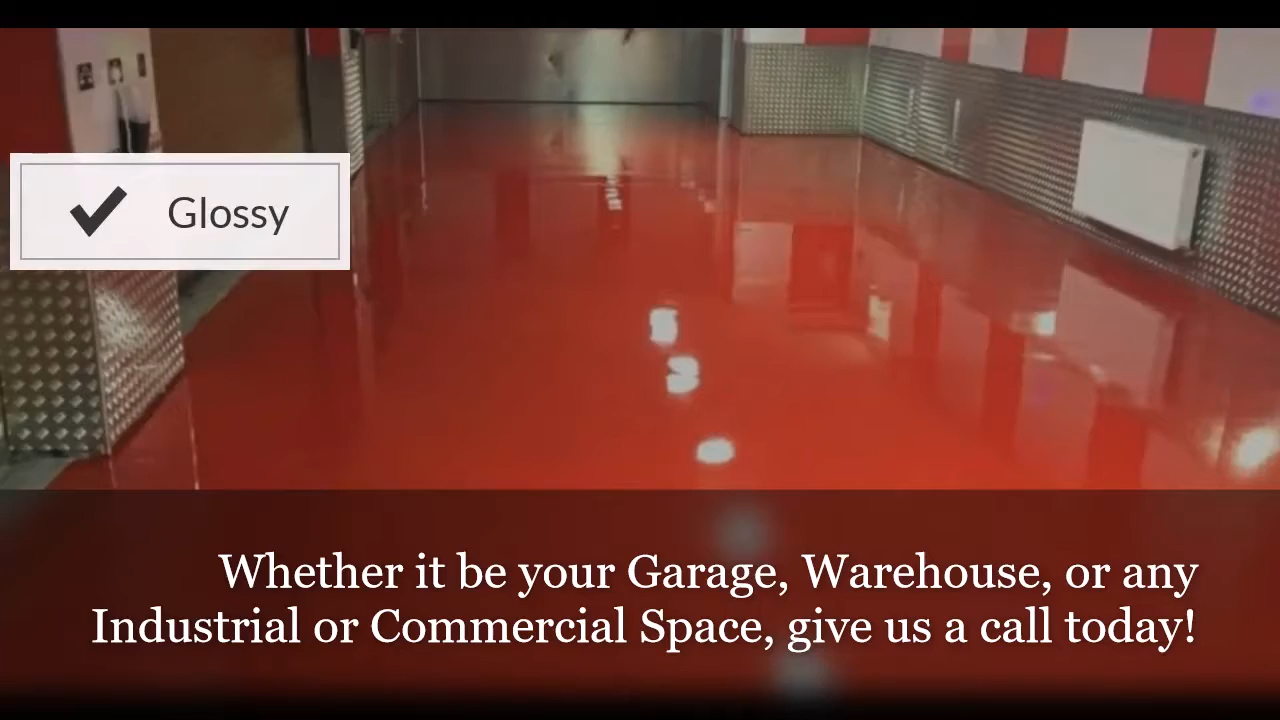 Glossy
Whether it be your Garage, Warehouse, or any
Industrial or Commercial Space, give us a call today!